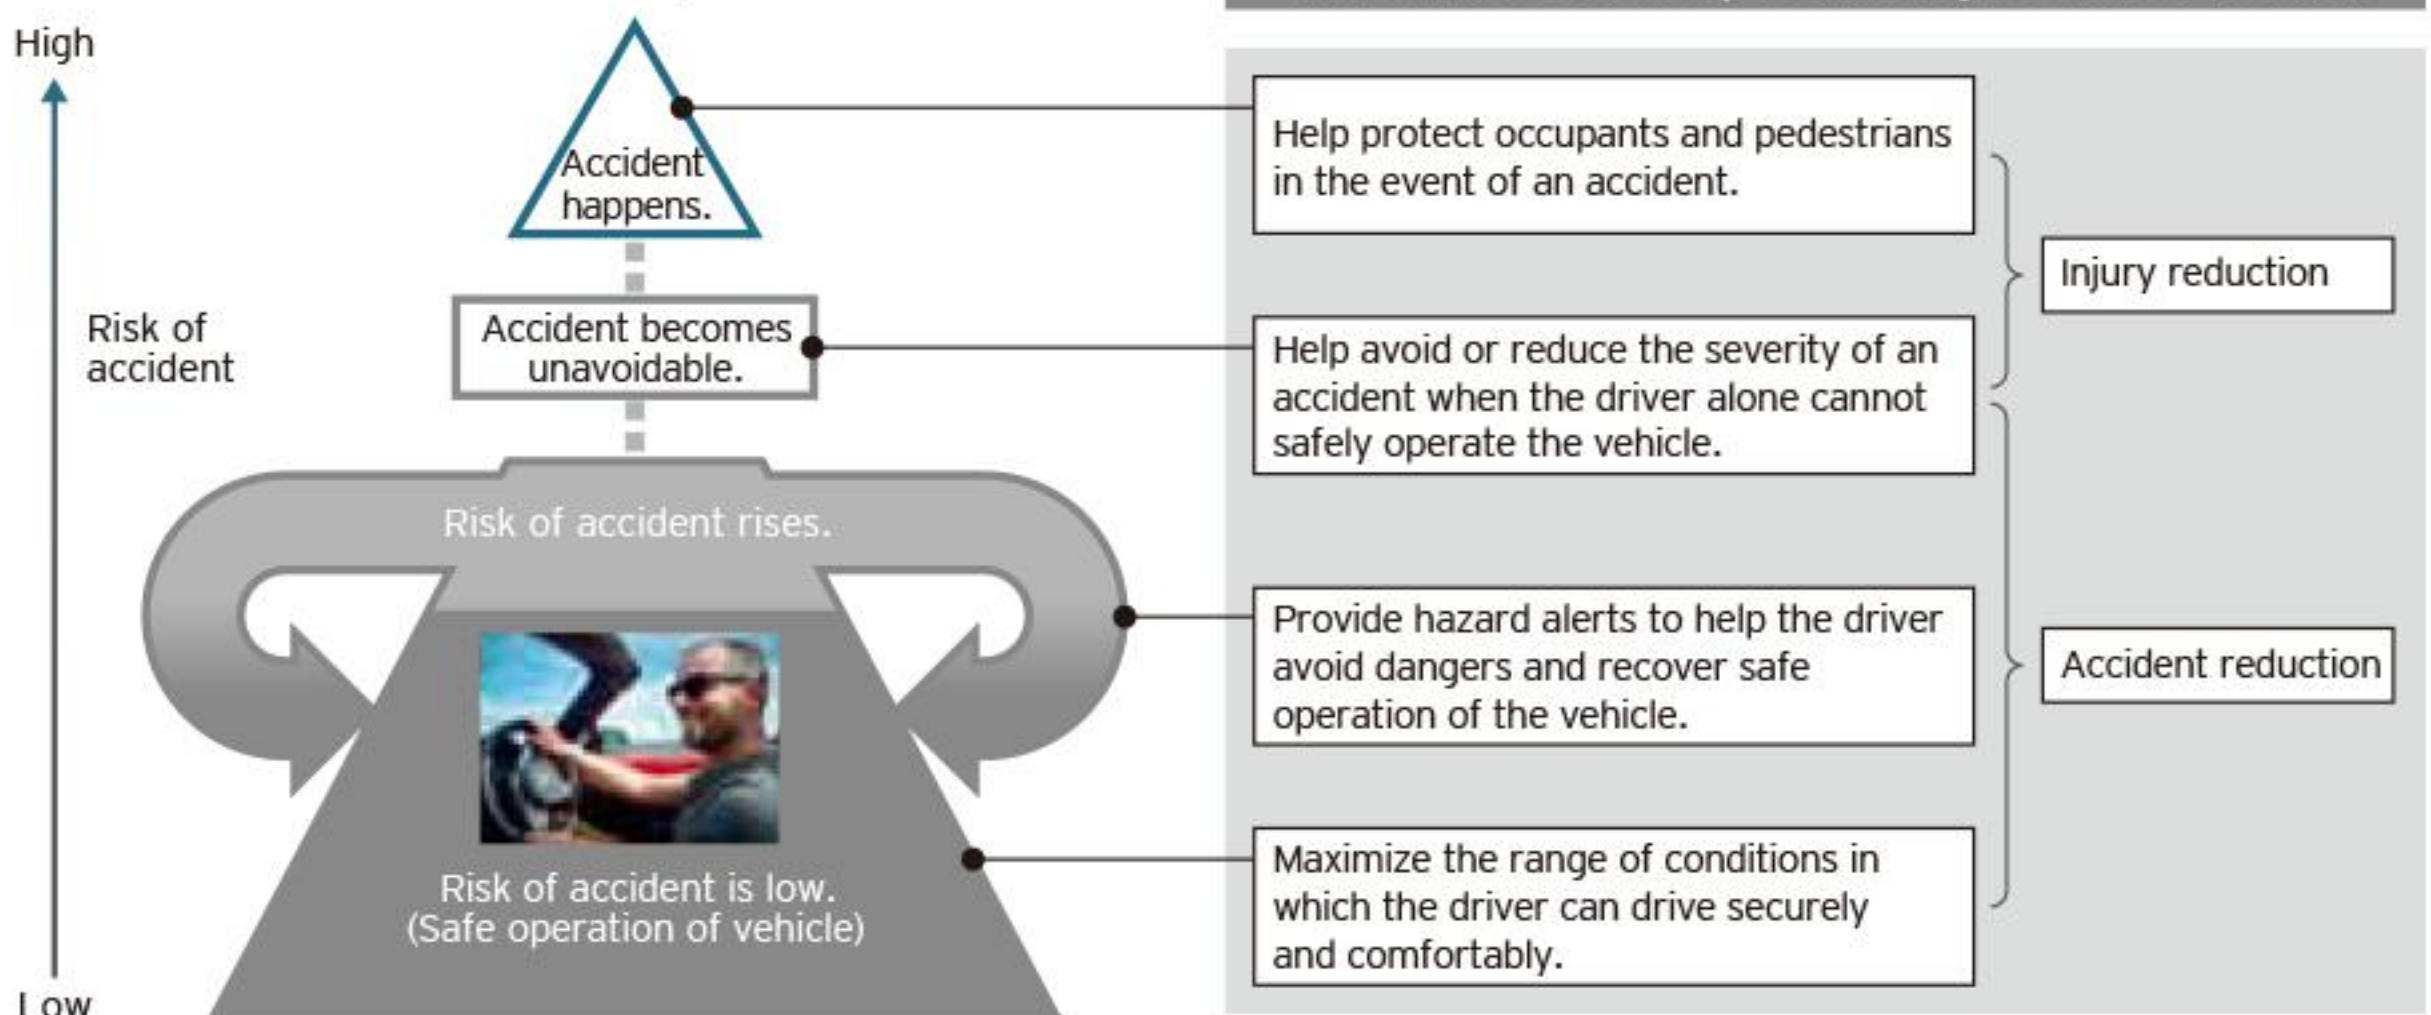 High
Risk of
accident
Low
Accident
happens.
Accident becomes
unavoidable.
Risk of accident rises.
Risk of accident is low.
(Safe operation of vehicle)
Help protect occupants and pedestrians
in the event of an accident.
Help avoid or reduce the severity of an
accident when the driver alone cannot
safely operate the vehicle.
Provide hazard alerts to help the driver
avoid dangers and recover safe
operation of the vehicle.
Maximize the range of conditions in
which the driver can drive securely
and comfortably.
Injury reduction
Accident reduction